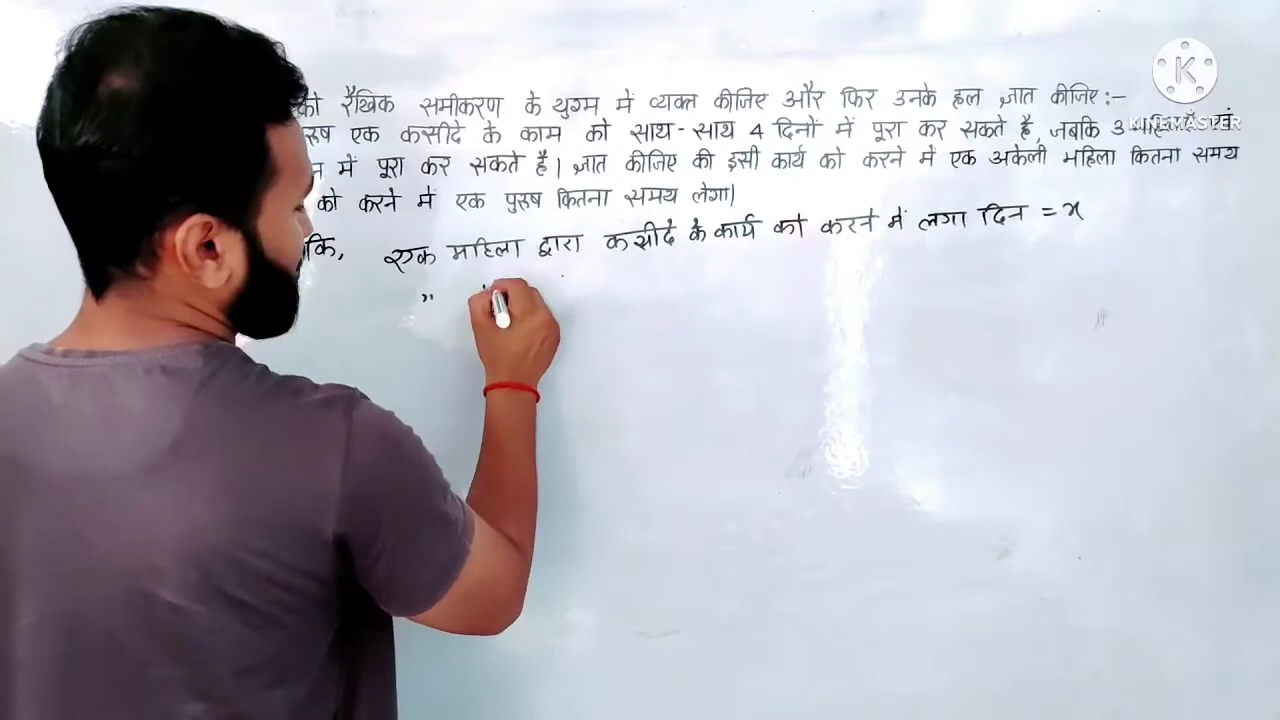 को रैखिक समीकरण के युग्म में व्यक्त कीजिए और फिर उनके हल ज्ञात कीजिए :-
रूष एक कसीदे के काम को साथ-साथ 4 दिनों में पूरा कर सकते है, जबकि 3
में पूरा कर सकते है। ज्ञात कीजिए की इसी कार्य को करने में एक अकेली महिला कितना समय
को करने में एक पुरूष कितना समय लेगा।
कि, एक महिला द्वारा कसीदे के कार्य को करने में लगा दिन = x
"
K
KINEMASTER